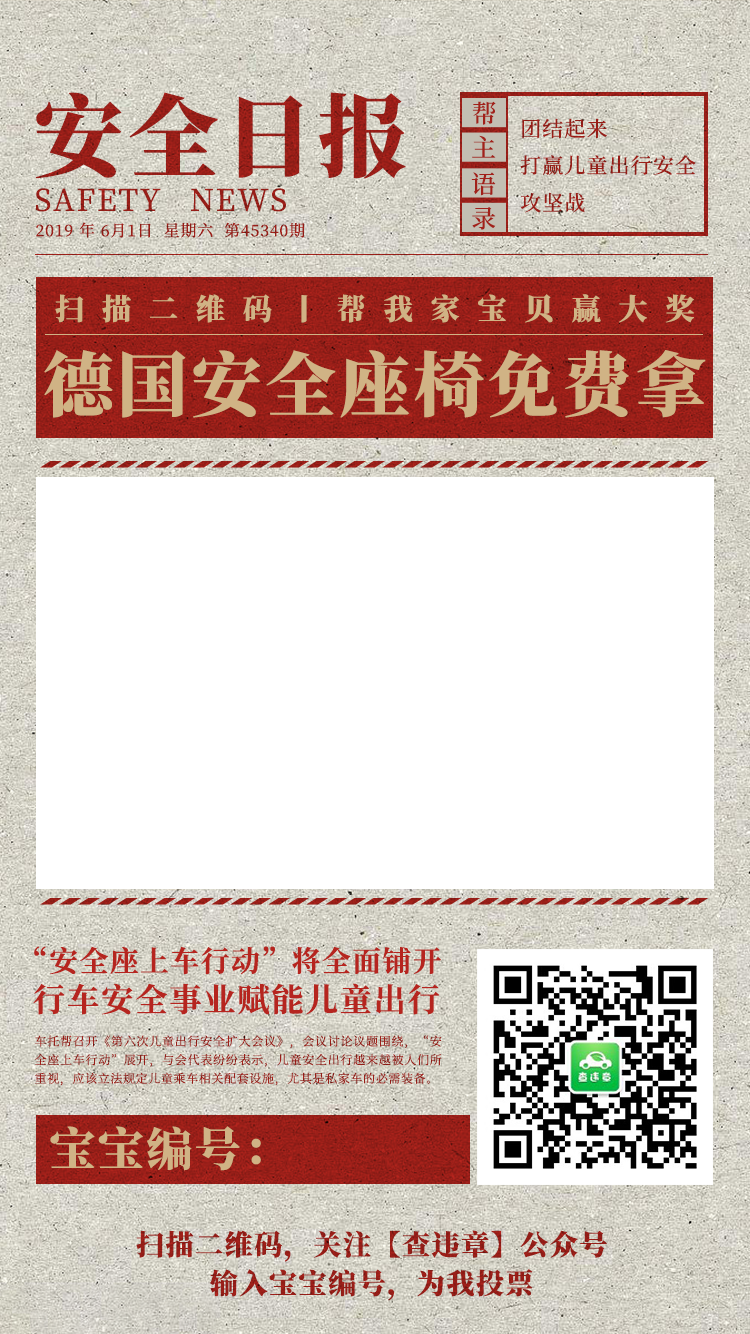 安全日报
SAFETY NEWS
2019 年 6月1日 星期六 第45340期
帮主语录
团结起来
打赢儿童出行安全
攻坚战
扫描二维码丨帮我家宝贝赢大奖
德国安全座椅免费拿
“安全座上车行动”将全面铺开
行车安全事业赋能儿童出行
车托帮召开《第六次儿童出行安全扩大会议》，会议讨论议题围绕，“安
全座上车行动”展开，与会代表纷纷表示，儿童安全出行越来越被人们所
重视，应该立法规定儿童乘车相关配套设施，尤其是私家车的必需装备。
查违章
宝宝编号：
扫描二维码，关注【查违章】公众号
输入宝宝编号，为我投票